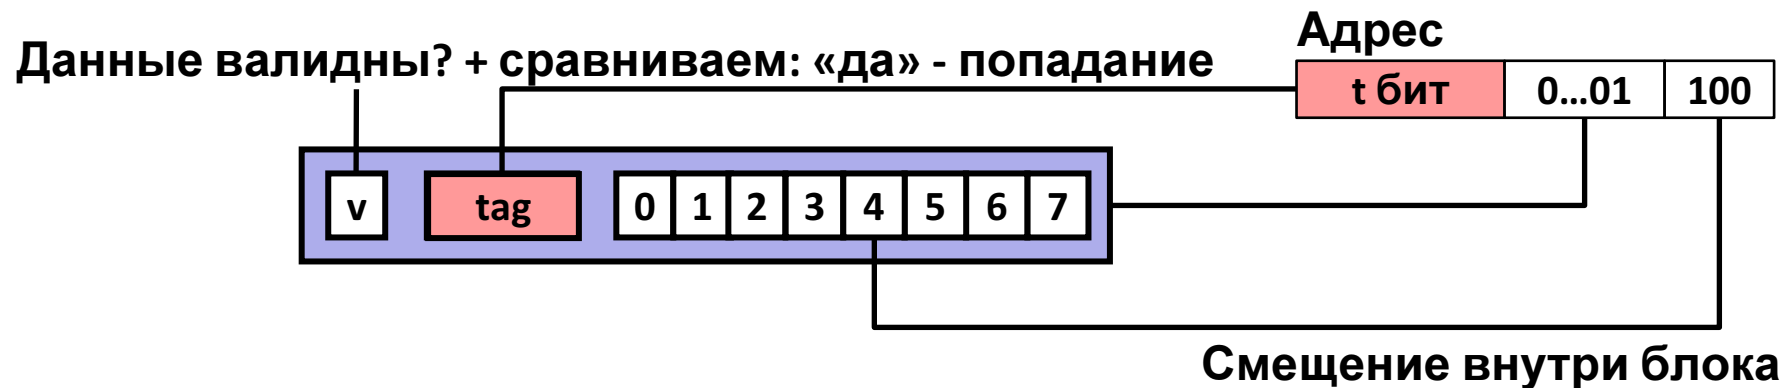 Адрес
Данные валидны? + сравниваем: «да» - попадание
t бит 0...01 100
v tag 0 1 2 3 4 5 6 7
Смещение внутри блока